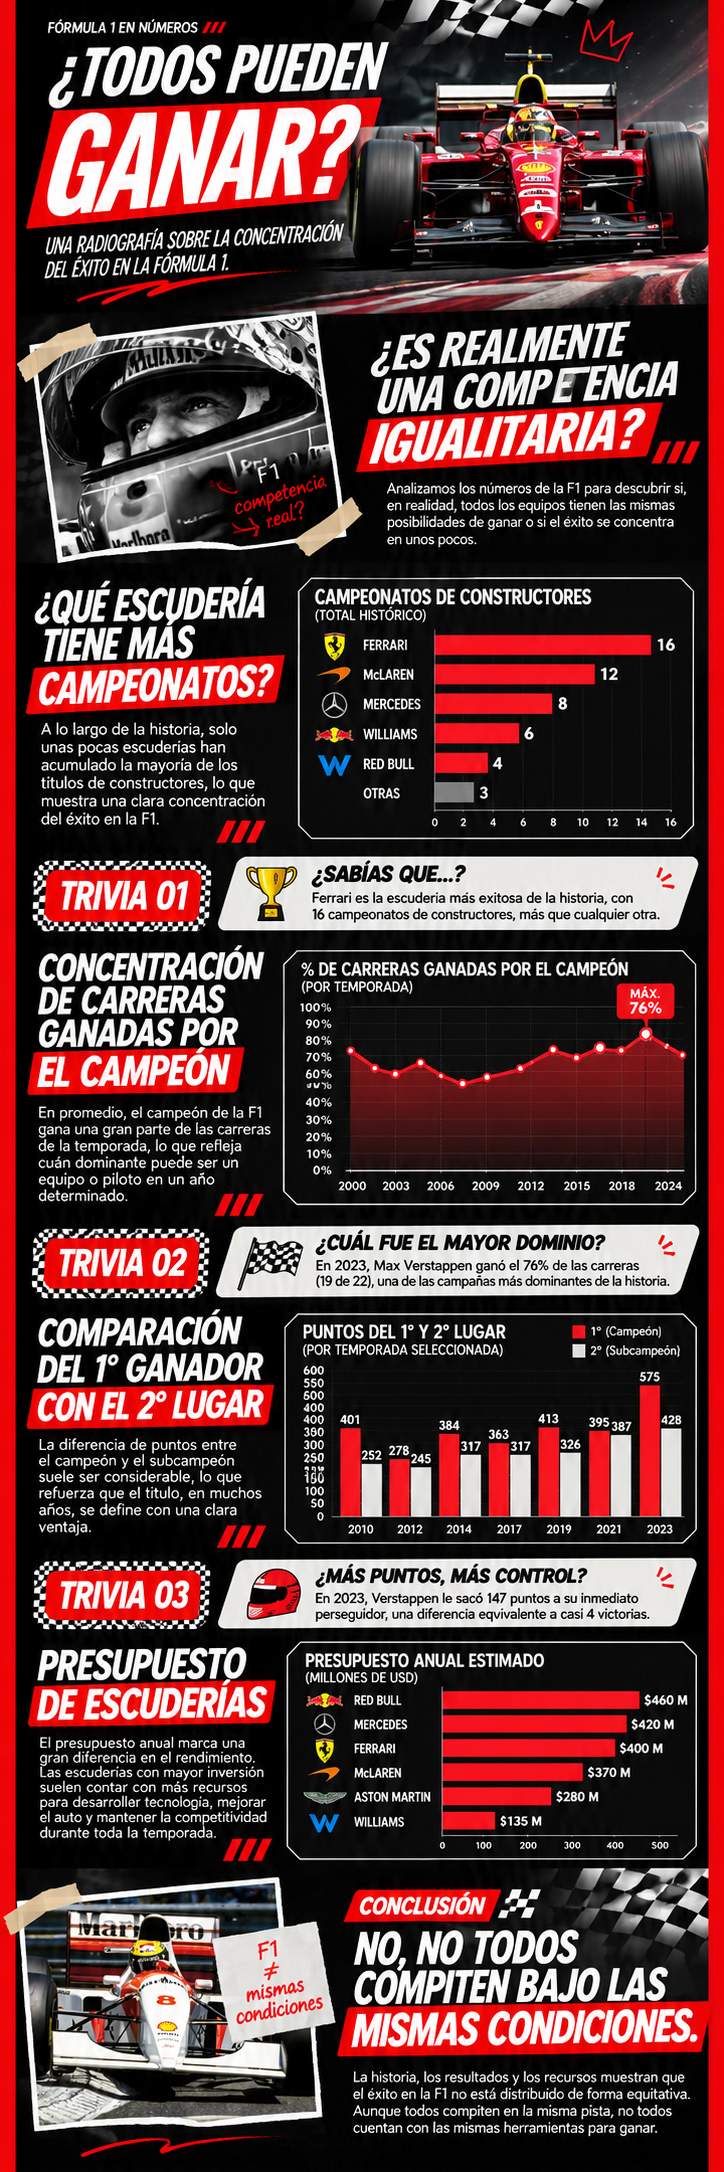 FÓRMULA 1 EN NÚMEROS
¿TODOS PUEDEN
GANAR?
UNA RADIOGRAFÍA SOBRE LA CONCENTRACIÓN
DEL ÉXITO EN LA FÓRMULA 1.
F1
competencia
real?
Marlboro
¿ES REALMENTE
UNA COMPETENCIA
IGUALITARIA?
Analizamos los números de la F1 para descubrir si,
en realidad, todos los equipos tienen las mismas
posibilidades de ganar o si el éxito se concentra
en unos pocos.
¿QUÉ ESCUDERÍA
TIENE MÁS
CAMPEONATOS?
A lo largo de la historia, solo
unas pocas escuderías han
acumulado la mayoría de los
títulos de constructores, lo que
muestra una clara concentración
del éxito en la F1.
CAMPEONATOS DE CONSTRUCTORES
(TOTAL HISTÓRICO)
FERRARI 16
McLAREN 12
MERCEDES 8
WILLIAMS 6
RED BULL 4
OTRAS 3
0 2 4 6 8 10 12 14 16
TRIVIA 01
¿SABÍAS QUE...?
Ferrari es la escudería más exitosa de la historia, con
16 campeonatos de constructores, más que cualquier otra.
CONCENTRACIÓN
DE CARRERAS
GANADAS POR
EL CAMPEÓN
En promedio, el campeón de la F1
gana una gran parte de las carreras
de la temporada, lo que refleja
cuán dominante puede ser un
equipo o piloto en un año
determinado.
% DE CARRERAS GANADAS POR EL CAMPEÓN
(POR TEMPORADA)
MÁX.
76%
100%
90%
80%
70%
60%
40%
30%
20%
10%
0%
2000 2003 2006 2009 2012 2015 2018 2024
TRIVIA 02
¿CUÁL FUE EL MAYOR DOMINIO?
En 2023, Max Verstappen ganó el 76% de las carreras
(19 de 22), una de las campañas más dominantes de la historia.
COMPARACIÓN
DEL 1° GANADOR
CON EL 2° LUGAR
La diferencia de puntos entre
el campeón y el subcampeón
suele ser considerable, lo que
refuerza que el titulo, en muchos
años, se define con una clara
ventaja.
PUNTOS DEL 1° Y 2° LUGAR
(POR TEMPORADA SELECCIONADA)
1° (Campeón)
2° (Subcampeón)
600
550
500
450
400
350
300
250
150
100
50
0
401 252 278 245 384 317 363 317 413 326 395 387 575 428
2010 2012 2014 2017 2019 2021 2023
TRIVIA 03
¿MÁS PUNTOS, MÁS CONTROL?
En 2023, Verstappen le sacó 147 puntos a su inmediato
perseguidor, una diferencia equivalente a casi 4 victorias.
PRESUPUESTO
DE ESCUDERÍAS
El presupuesto anual marca una
gran diferencia en el rendimiento.
Las escuderías con mayor inversión
suelen contar con más recursos
para desarroller tecnología, mejorar
el auto y mantener la competitividad
durante toda la temporada.
PRESUPUESTO ANUAL ESTIMADO
(MILLONES DE USD)
RED BULL $460 M
MERCEDES $420 M
FERRARI $400 M
McLAREN $370 M
ASTON MARTIN $280 M
WILLIAMS $135 M
0 100 200 300 400 500
8
F1
≠
mismas
condiciones
CONCLUSIÓN
NO, NO TODOS
COMPITEN BAJO LAS
MISMAS CONDICIONES.
La historia, los resultados y los recursos muestran que
el éxito en la F1 no está distribuido de forma equitativa.
Aunque todos compiten en la misma pista, no todos
cuentan con las mismas herramientas para ganar.